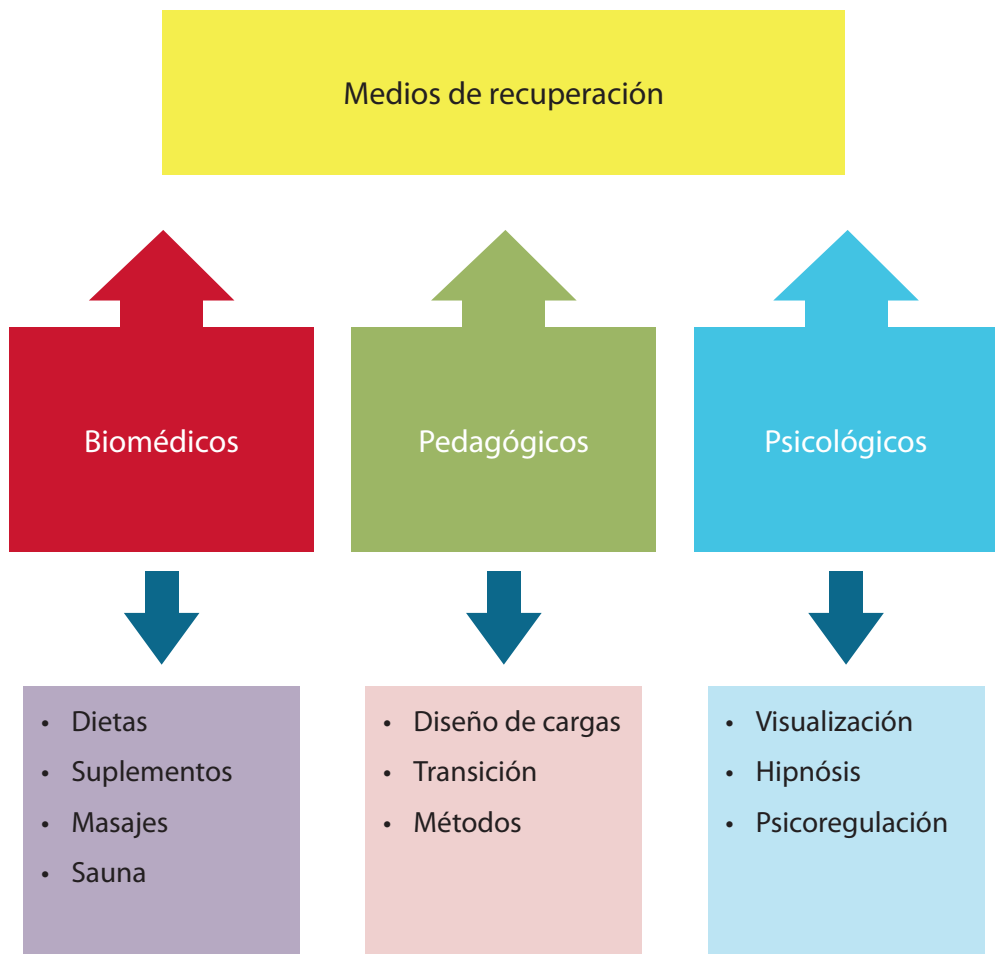 Medios de recuperación
Biomédicos
Pedagógicos
Psicológicos
• Dietas
• Suplementos
• Masajes
• Sauna
• Diseño de cargas
• Transición
• Métodos
• Visualización
• Hipnósis
• Psicoregulación